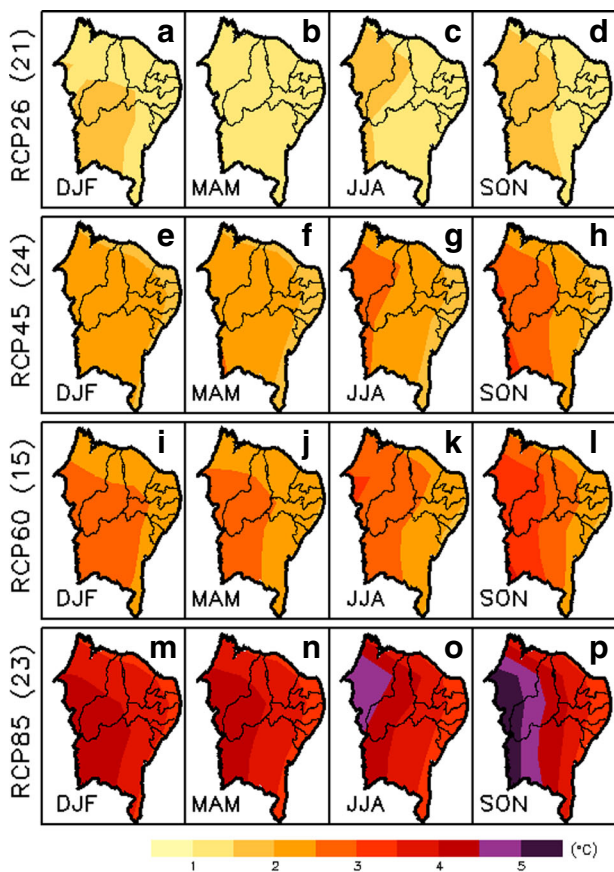 RCP26 (21)
a
DJF
b
MAM
c
JJA
d
SON
RCP45 (24)
e
DJF
f
MAM
g
JJA
h
SON
RCP60 (15)
i
DJF
j
MAM
k
JJA
l
SON
RCP85 (23)
m
DJF
n
MAM
o
JJA
p
SON
1 2 3 4 5 (°C)